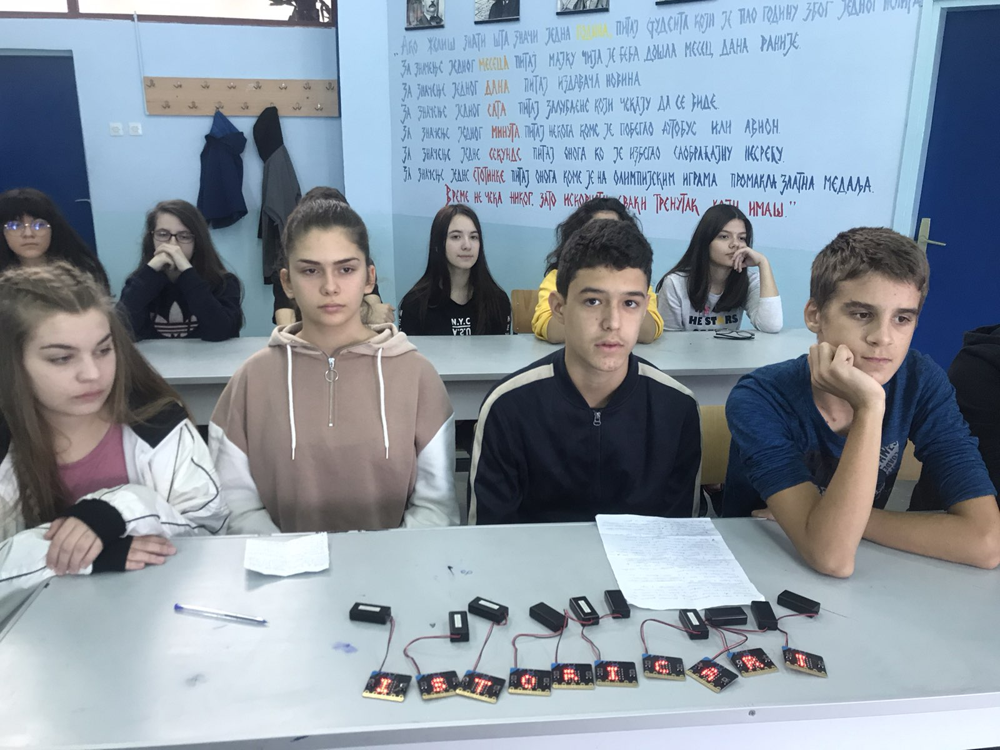 „Ако желиш знати шта значи једна година, питај студента који је пао годину због једног испита.
За значење једног месеца питај мајку чија је беба дошла месец дана раније.
За значење једног дана питај издавача новина
За значење једног сата питај заљубљене који чекају да се виде.
За значење једног минута питај некога коме је побегао аутобус или авион.
За значење једне секунде питај онога ко је избегао саобраћајну несрећу.
За значење једне стотинке питај онога коме је на олимпијским играма промакла златна медаља.
Време не чека никог. Зато искористи сваки тренутак који имаш."
N.Y.C
U.S.A
HE ST RS
ISTORICARI